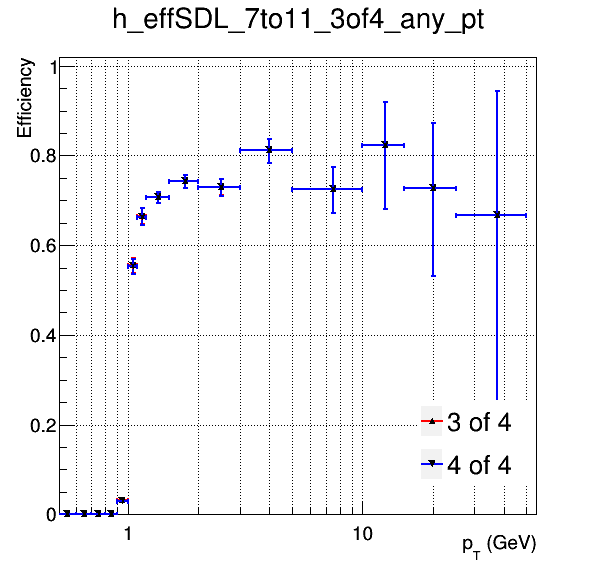 h_effSDL_7to11_3of4_any_pt
Efficiency
1
0.8
0.6
0.4
0.2
0
3 of 4
4 of 4
1
10
p_T (GeV)